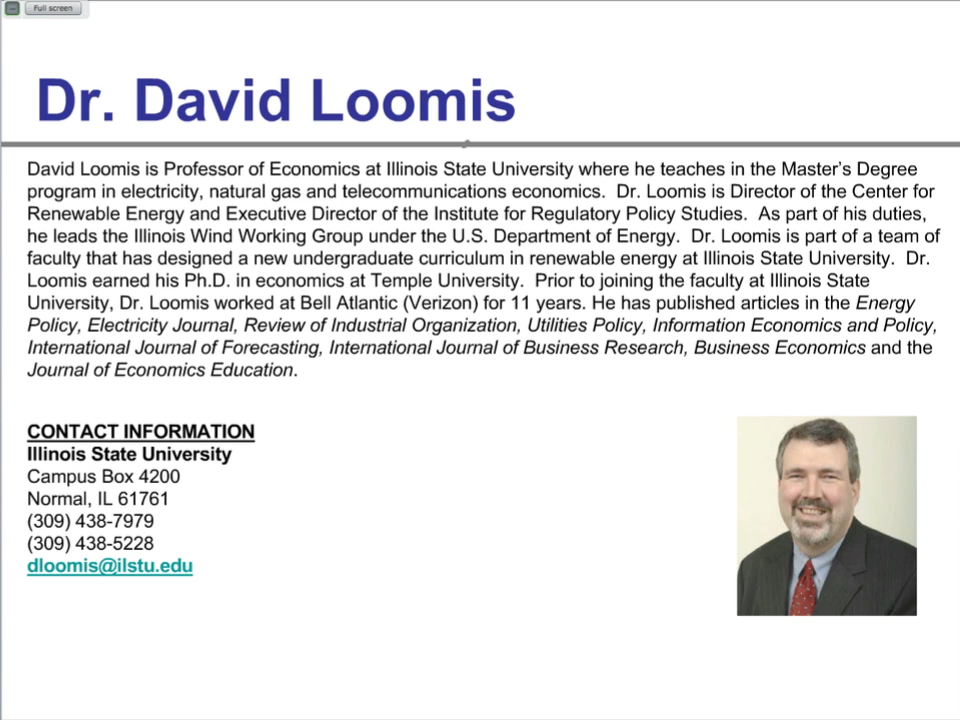 Full screen
Dr. David Loomis
David Loomis is Professor of Economics at Illinois State University where he teaches in the Master's Degree
program in electricity, natural gas and telecommunications economics.  Dr. Loomis is Director of the Center for
Renewable Energy and Executive Director of the Institute for Regulatory Policy Studies.  As part of his duties,
he leads the Illinois Wind Working Group under the U.S. Department of Energy.  Dr. Loomis is part of a team of
faculty that has designed a new undergraduate curriculum in renewable energy at Illinois State University.  Dr.
Loomis earned his Ph.D. in economics at Temple University.  Prior to joining the faculty at Illinois State
University, Dr. Loomis worked at Bell Atlantic (Verizon) for 11 years. He has published articles in the Energy
Policy, Electricity Journal, Review of Industrial Organization, Utilities Policy, Information Economics and Policy,
International Journal of Forecasting, International Journal of Business Research, Business Economics and the
Journal of Economics Education.
CONTACT INFORMATION
Illinois State University
Campus Box 4200
Normal, IL 61761
(309) 438-7979
(309) 438-5228
dloomis@ilstu.edu